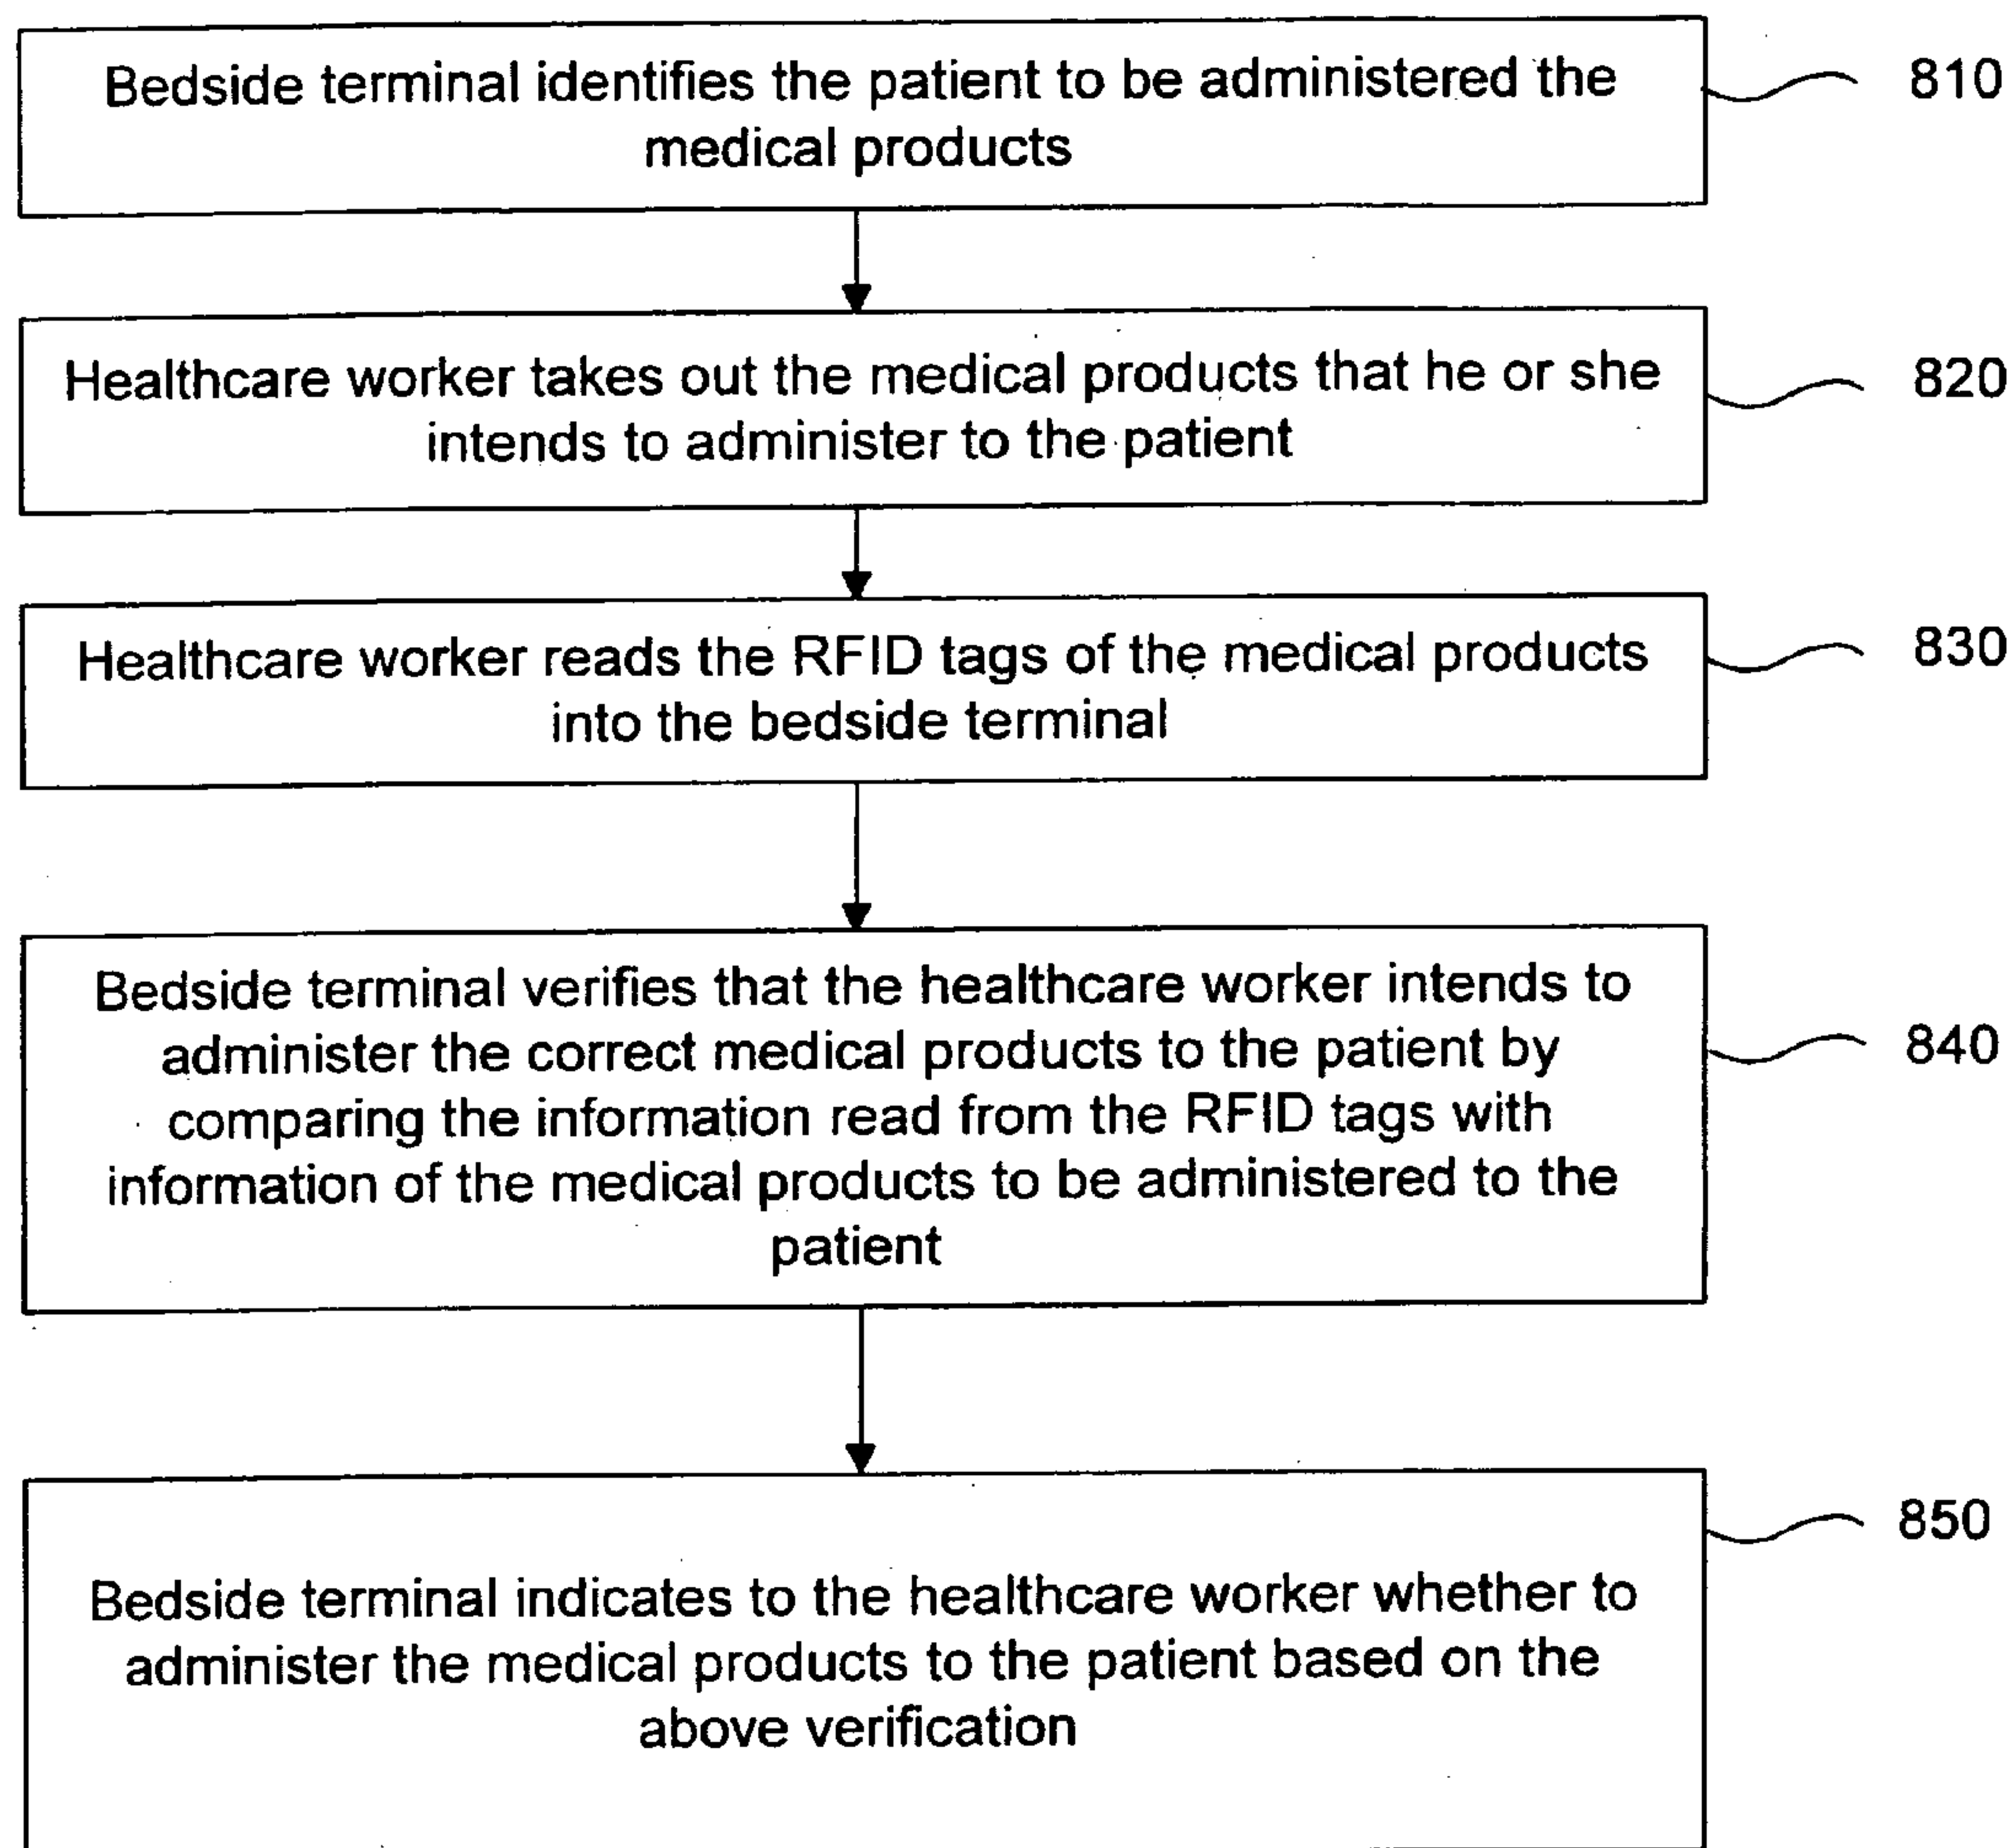 Bedside terminal identifies the patient to be administered the
medical products
810
Healthcare worker takes out the medical products that he or she
intends to administer to the patient
820
Healthcare worker reads the RFID tags of the medical products
into the bedside terminal
830
Bedside terminal verifies that the healthcare worker intends to
administer the correct medical products to the patient by
comparing the information read from the RFID tags with
information of the medical products to be administered to the
patient
840
Bedside terminal indicates to the healthcare worker whether to
administer the medical products to the patient based on the
above verification
850